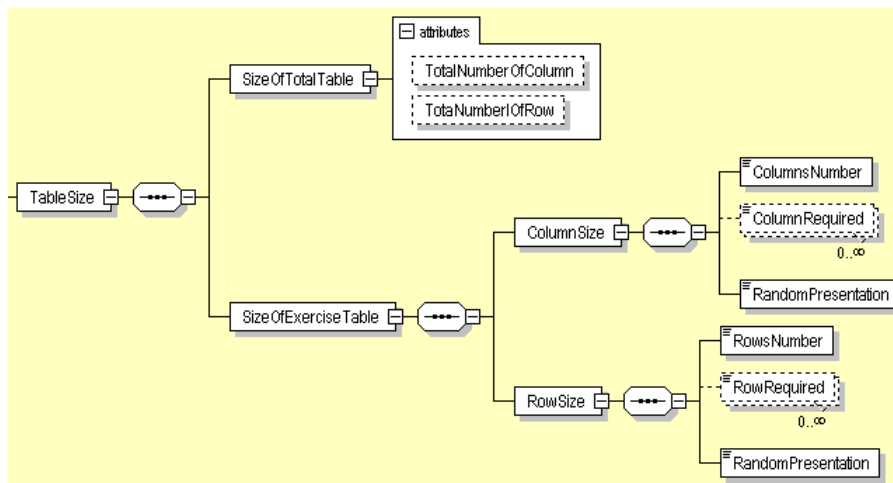 attributes
SizeOfTotalTable
TotalNumberOfColumn
TotaNumberlOfRow
TableSize
ColumnsNumber
ColumnSize
ColumnRequired
0..∞
RandomPresentation
SizeOfExerciseTable
RowsNumber
RowSize
RowRequired
0..∞
RandomPresentation